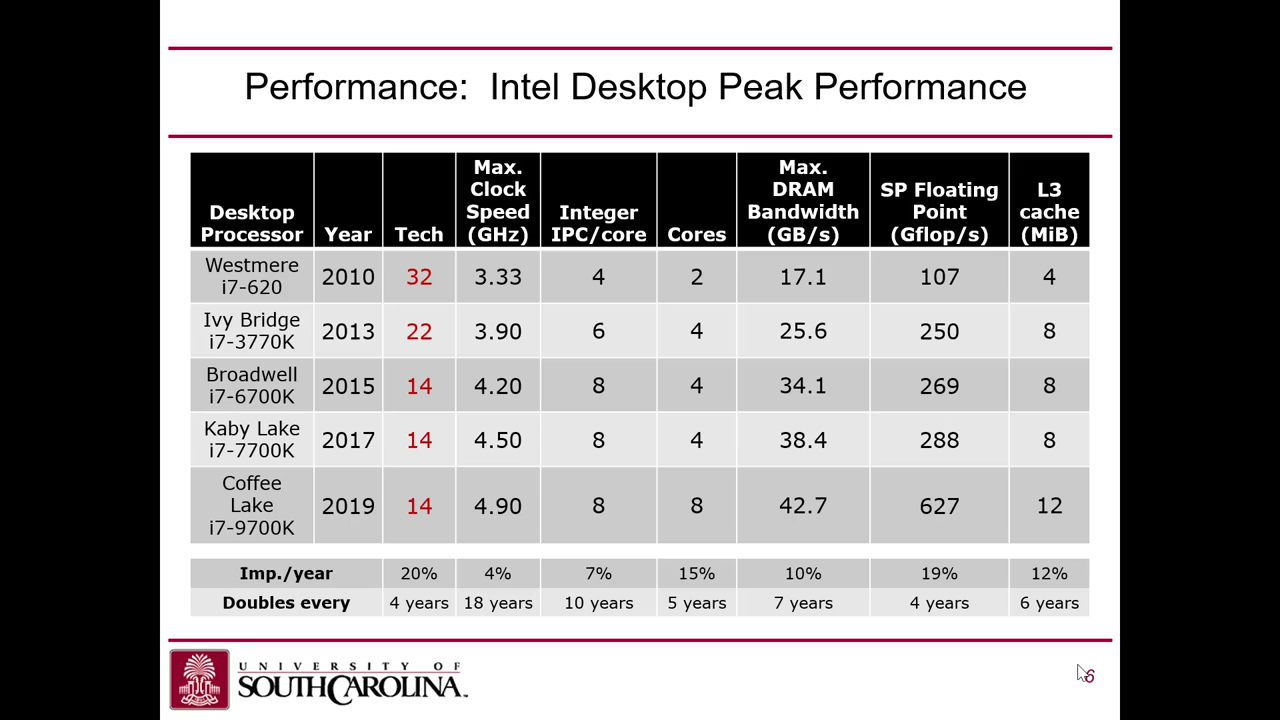 Performance:  Intel Desktop Peak Performance
Desktop Processor | Year | Tech | Max. Clock Speed (GHz) | Integer IPC/core | Cores | Max. DRAM Bandwidth (GB/s) | SP Floating Point (Gflop/s) | L3 cache (MiB)
Westmere i7-620 | 2010 | 32 | 3.33 | 4 | 2 | 17.1 | 107 | 4
Ivy Bridge i7-3770K | 2013 | 22 | 3.90 | 6 | 4 | 25.6 | 250 | 8
Broadwell i7-6700K | 2015 | 14 | 4.20 | 8 | 4 | 34.1 | 269 | 8
Kaby Lake i7-7700K | 2017 | 14 | 4.50 | 8 | 4 | 38.4 | 288 | 8
Coffee Lake i7-9700K | 2019 | 14 | 4.90 | 8 | 8 | 42.7 | 627 | 12
Imp./year | 20% | 4% | 7% | 15% | 10% | 19% | 12%
Doubles every | 4 years | 18 years | 10 years | 5 years | 7 years | 4 years | 6 years
UNIVERSITY OF
SOUTH CAROLINA™
6